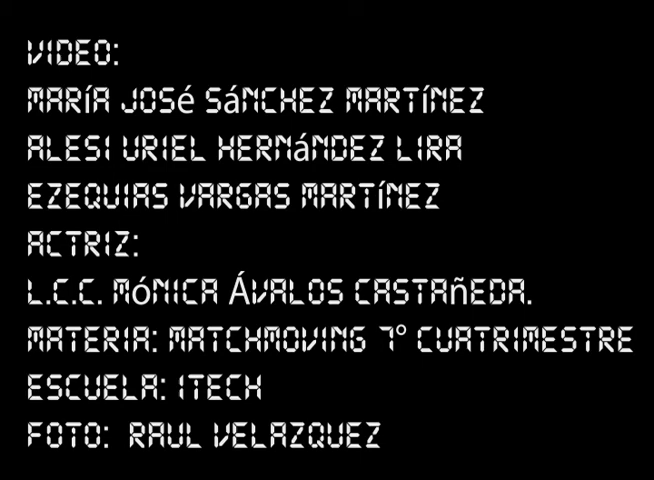 VIDEO:
MARÍA JOSé SáNCHEZ MARTÍNEZ
ALESI URIEL HERNáNDEZ LIRA
EZEQUIAS VARGAS MARTÍNEZ
ACTRIZ:
L.C.C. MÓNICA ÁVALOS CASTAñEDA.
MATERIA: MATCHMOVING 7° CUATRIMESTRE
ESCUELA: ITECH
FOTO: RAUL VELAZQUEZ